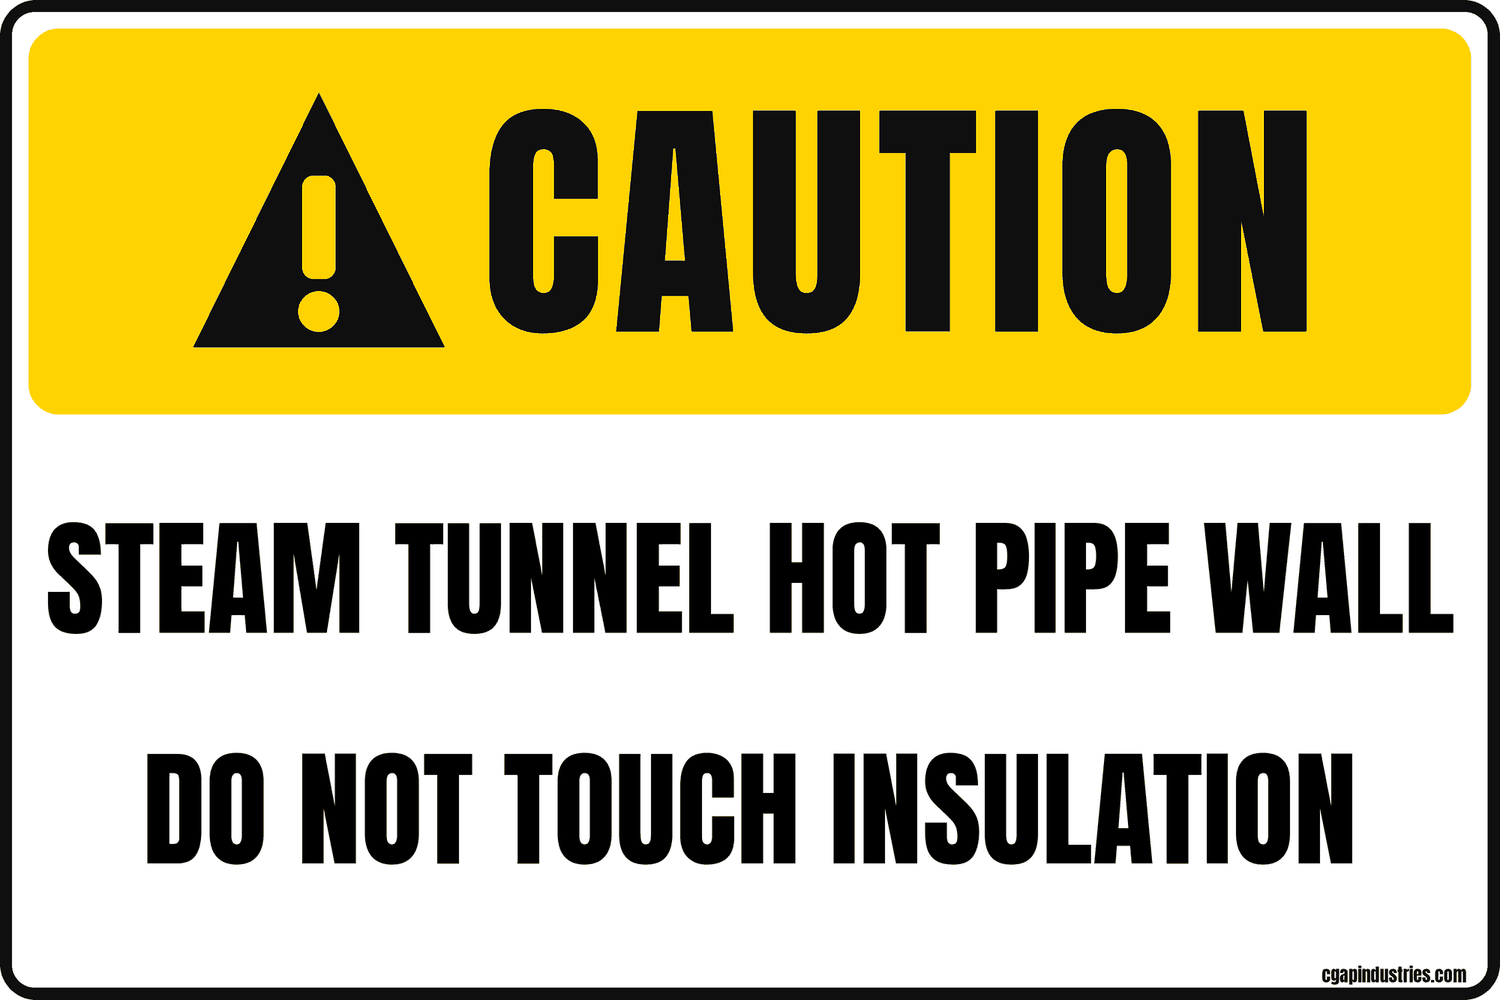 CAUTION
STEAM TUNNEL HOT PIPE WALL
DO NOT TOUCH INSULATION
cgapindustries.com